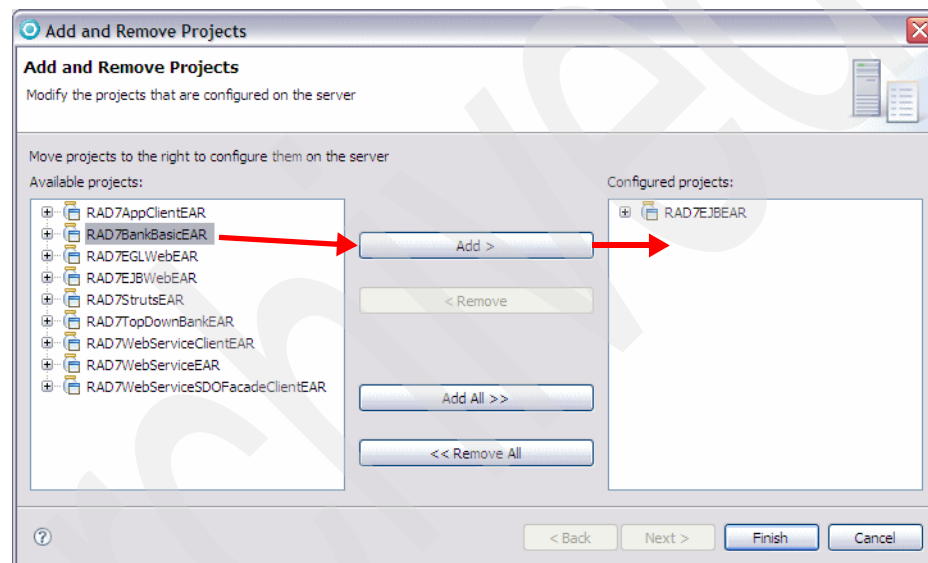 Add and Remove Projects
Add and Remove Projects
Modify the projects that are configured on the server
Move projects to the right to configure them on the server
Available projects:
Configured projects:
RAD7AppClientEAR
RAD7BankBasicEAR
RAD7EGLWebEAR
RAD7EJBWebEAR
RAD7StrutsEAR
RAD7TopDownBankEAR
RAD7WebServiceClientEAR
RAD7WebServiceEAR
RAD7WebServiceSDOFacadeClientEAR
Add >
< Remove
Add All >>
<< Remove All
RAD7EJBEAR
< Back
Next >
Finish
Cancel